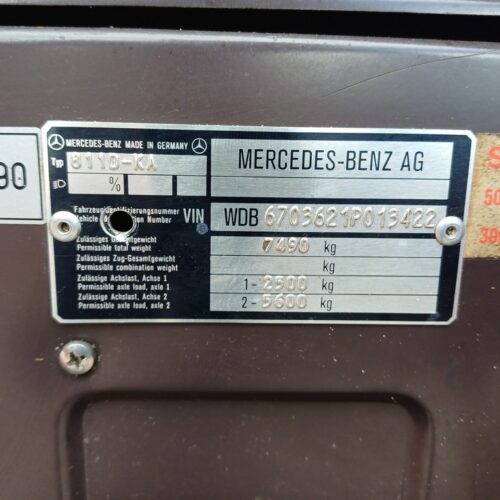 MERCEDES-BENZ MADE IN GERMANY
Typ 811D-KA
%
MERCEDES-BENZ AG
Fahrzeugidentifizierungsnummer
Vehicle Identification Number
VIN WDB 6703621P013422
Zulässiges Gesamtgewicht
Permissible total weight
7490 kg
Zulässiges Zug-Gesamtgewicht
Permissible combination weight
kg
Zulässige Achslast, Achse 1
Permissible axle load, axle 1
1- 2500 kg
Zulässige Achslast, Achse 2
Permissible axle load, axle 2
2- 5600 kg
90
S
50
39